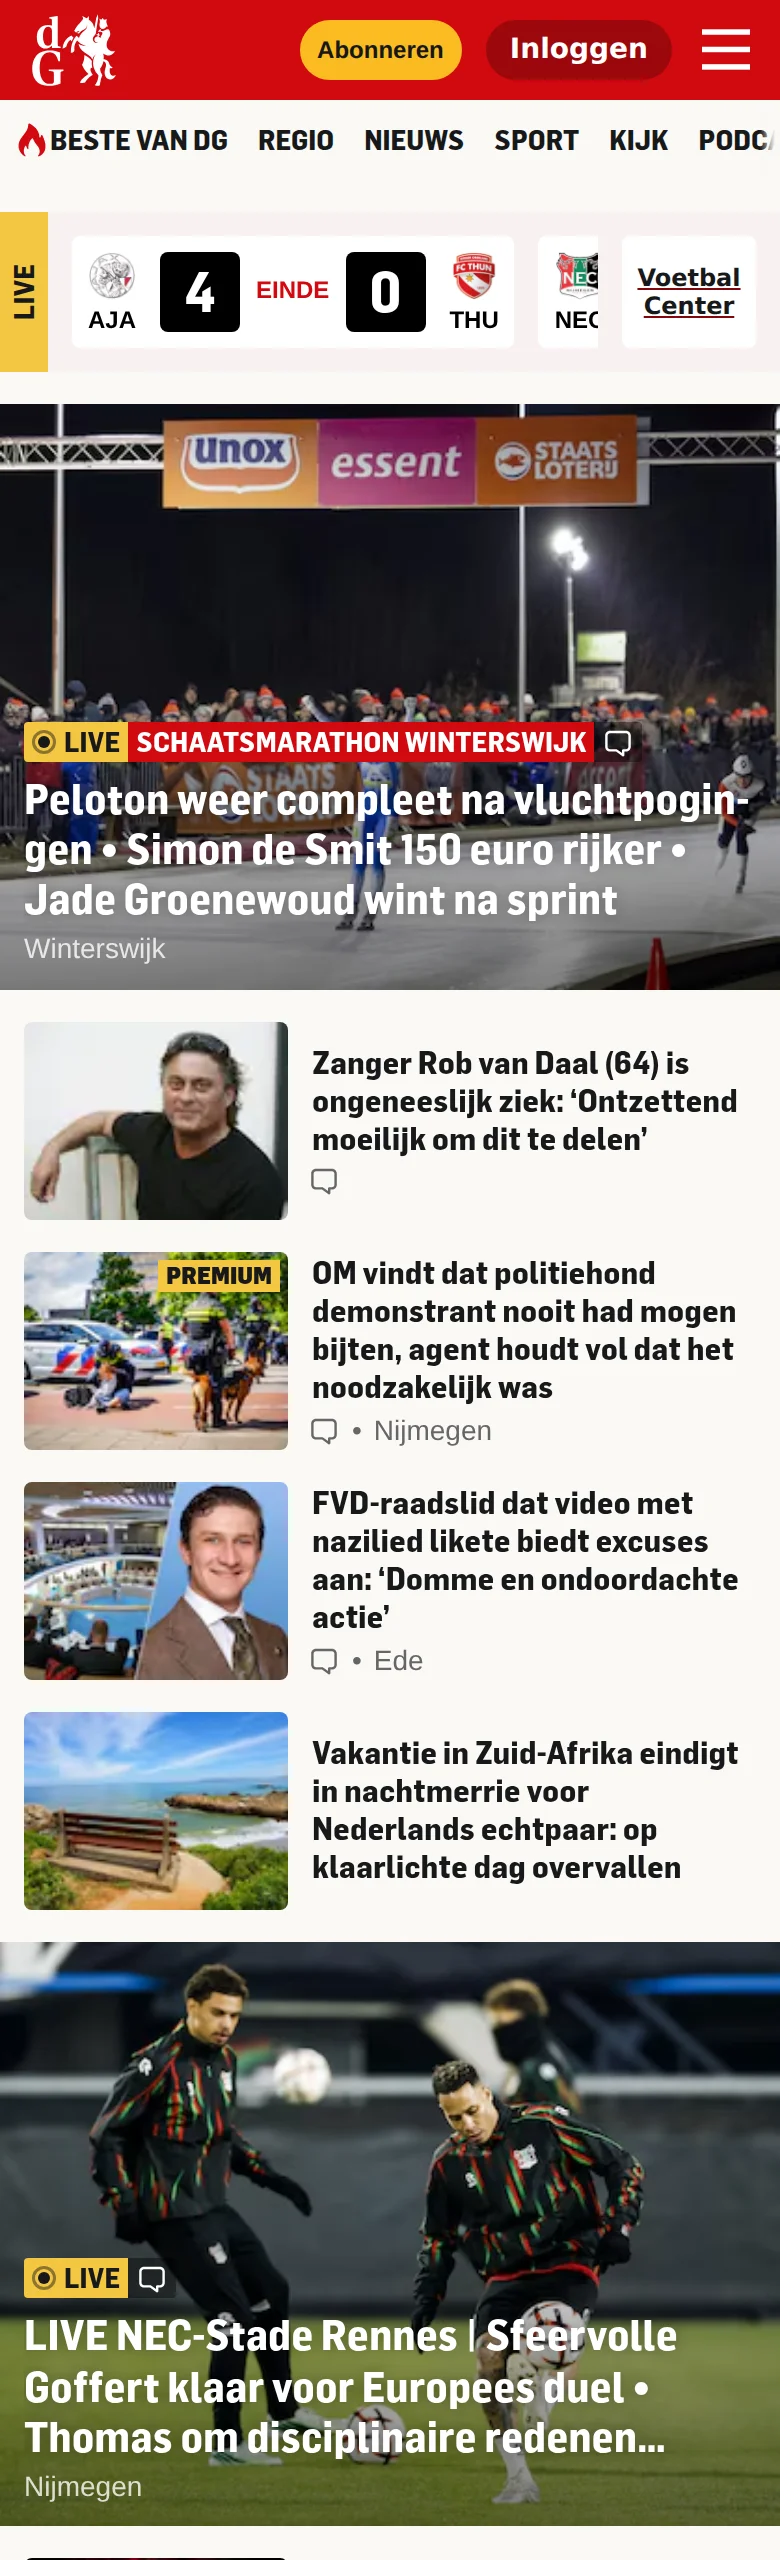 dG
Abonneren
Inloggen
BESTE VAN DG
REGIO
NIEUWS
SPORT
KIJK
LIVE
AJA
4
EINDE
0
FC THUN
THU
NEC
Voetbal
Center
unox
essent
STAATS
LOTERIJ
LIVE
SCHAATSMARATHON WINTERSWIJK
Peloton weer compleet na vluchtpogin-
gen • Simon de Smit 150 euro rijker •
Jade Groenewoud wint na sprint
Winterswijk
Zanger Rob van Daal (64) is
ongeneeslijk ziek: ‘Ontzettend
moeilijk om dit te delen’
PREMIUM
OM vindt dat politiehond
demonstrant nooit had mogen
bijten, agent houdt vol dat het
noodzakelijk was
• Nijmegen
FVD-raadslid dat video met
nazilied likete biedt excuses
aan: ‘Domme en ondoordachte
actie’
• Ede
Vakantie in Zuid-Afrika eindigt
in nachtmerrie voor
Nederlands echtpaar: op
klaarlichte dag overvallen
LIVE
LIVE NEC-Stade Rennes | Sfeervolle
Goffert klaar voor Europees duel •
Thomas om disciplinaire redenen...
Nijmegen